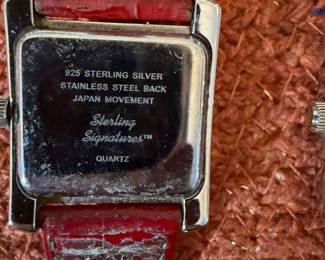 925 STERLING SILVER
STAINLESS STEEL BACK
JAPAN MOVEMENT
Sterling
Signatures™
QUARTZ